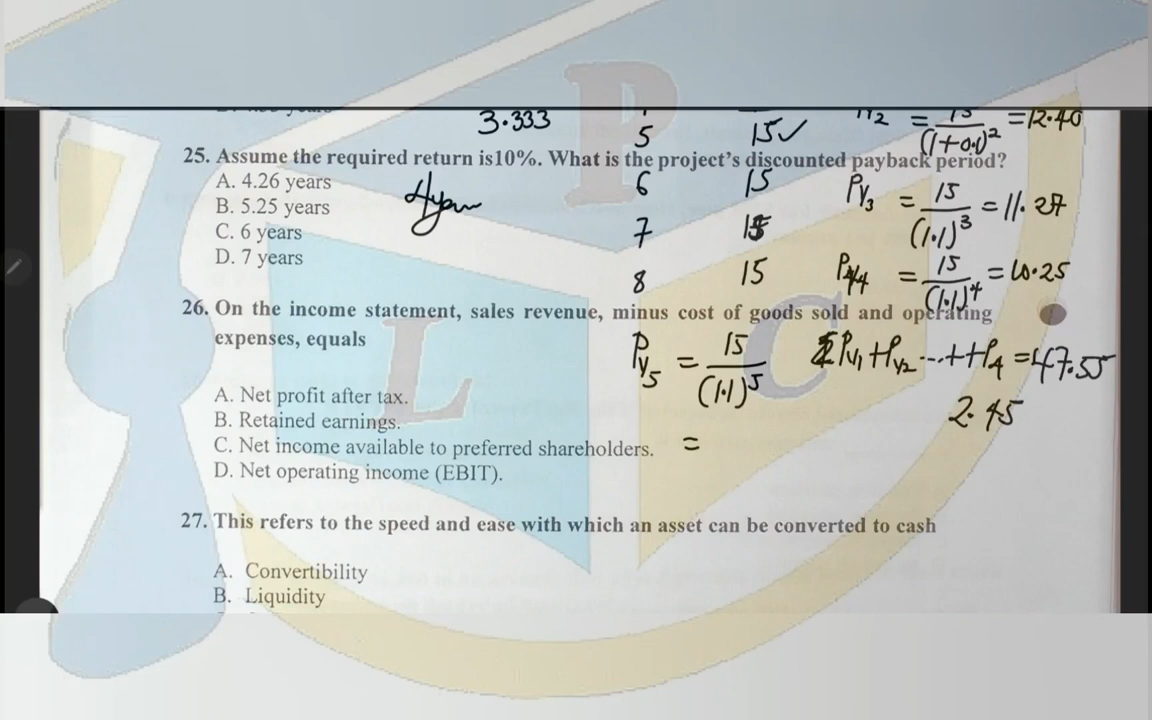 3.333
5 15✓ = 15/(1+0.1)² = 12.40
25. Assume the required return is10%. What is the project's discounted payback period?
A. 4.26 years
B. 5.25 years
C. 6 years
D. 7 years
6 15
7 15
8 15
PV₃ = 15/(1.1)³ = 11.27
PV₄ = 15/(1.1)⁴ = 10.25
26. On the income statement, sales revenue, minus cost of goods sold and operating
expenses, equals
PV₅ = 15/(1.1)⁵
PV₁ + PV₂ ...+ + P₄ = 47.55
2.45
=
A. Net profit after tax.
B. Retained earnings.
C. Net income available to preferred shareholders.
D. Net operating income (EBIT).
27. This refers to the speed and ease with which an asset can be converted to cash
A. Convertibility
B. Liquidity
P
L C